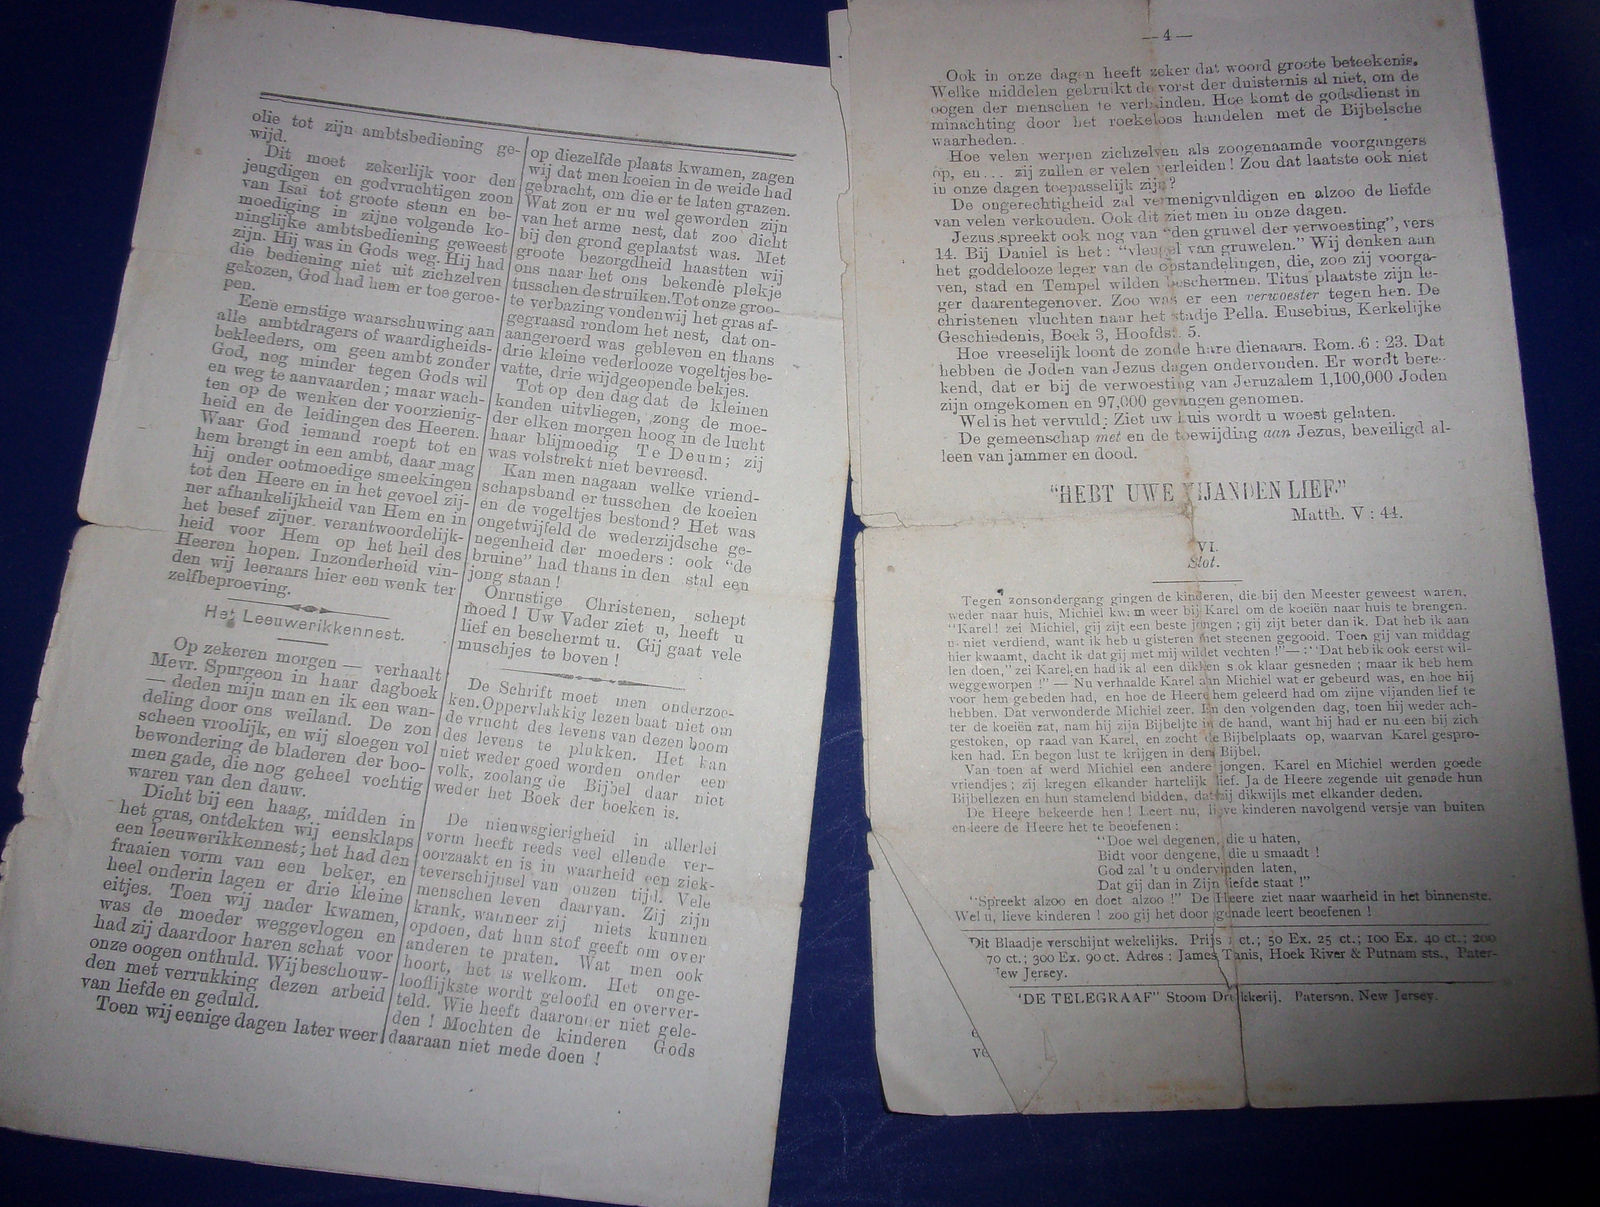 olie tot zijn ambtsbediening ge-
wijd.
Dit moet zekerlijk voor den
jeugdigen en godvruchtigen zoon
van Isaï tot groote steun en be-
moediging in zijne volgende ko-
ninglijke ambtsbediening geweest
zijn. Hij was in Gods weg. Hij had
die bediening niet uit zichzelven
gekozen, God had hem er toe geroe-
pen.
Eene ernstige waarschuwing aan
alle ambtdragers of waardigheids-
bekleeders, om geen ambt zonder
God, nog minder tegen Gods wil
en weg te aanvaarden; maar wach-
ten op de wenken der voorzienig-
heid en de leidingen des Heeren.
Waar God iemand roept tot en
hem brengt in een ambt, daar mag
hij onder ootmoedige smeekingen
tot den Heere en in het gevoel zij-
ner afhankelijkheid van Hem en in
het besef zijner verantwoordelijk-
heid voor Hem op het heil des
Heeren hopen. Inzonderheid vin-
den wij leeraars hier een wenk ter
zelfbeproeving.
Het Leeuwerikkennest.
Op zekeren morgen — verhaalt
Mevr. Spurgeon in haar dagboek
— deden mijn man en ik een wan-
deling door ons weiland. De zon
scheen vroolijk, en wij sloegen vol
bewondering de bladeren der boo-
men gade, die nog geheel vochtig
waren van den dauw.
Dicht bij een haag, midden in
het gras, ontdekten wij eensklaps
een leeuwerikkennest; het had den
fraaien vorm van een beker, en
heel onderin lagen er drie kleine
eitjes. Toen wij nader kwamen,
was de moeder weggevlogen en
had zij daardoor haren schat voor
onze oogen onthuld. Wij beschouw-
den met verrukking dezen arbeid
van liefde en geduld.
Toen wij eenige dagen later weer
op diezelfde plaats kwamen, zagen
wij dat men koeien in de weide had
gebracht, om die er te laten grazen.
Wat zou er nu wel geworden zijn
van het arme nest, dat zoo dicht
bij den grond geplaatst was. Met
groote bezorgdheid haastten wij
ons naar het ons bekende plekje
tusschen de struiken. Tot onze groo-
te verbazing vonden wij het gras af-
gegraasd rondom het nest, dat on-
aangeroerd was gebleven en thans
drie kleine vederlooze vogeltjes be-
vatte, drie wijdgeopende bekjes.
Tot op den dag dat de kleinen
konden uitvliegen, zong de moe-
der elken morgen hoog in de lucht
haar blijmoedig Te Deum; zij
was volstrekt niet bevreesd.
Kan men nagaan welke vriend-
schapsband er tusschen de koeien
en de vogeltjes bestond? Het was
ongetwijfeld de wederzijdsche ge-
negenheid der moeders: ook "de
bruine" had thans in den stal een
jong staan!
Onrustige Christenen, schept
moed! Uw Vader ziet u, heeft u
lief en beschermt u. Gij gaat vele
muschjes te boven!
De Schrift moet men onderzoe-
ken. Oppervlakkig lezen baat niet om
de vrucht des levens van dezen boom
des levens te plukken. Het kan
niet weder goed worden onder een
volk, zoolang de Bijbel daar niet
weder het Boek der boeken is.
De nieuwsgierigheid in allerlei
vorm heeft reeds veel ellende ver-
oorzaakt en is in waarheid een ziek-
teverschijnsel van onzen tijd. Vele
menschen leven daarvan. Zij zijn
krank, wanneer zij niets kunnen
opdoen, dat hun stof geeft om over
anderen te praten. Wat men ook
hoort, het is welkom. Het onge-
looflijkste wordt geloofd en overver-
teld. Wie heeft daaronder niet gele-
den! Mochten de kinderen Gods
daaraan niet mede doen!
— 4 —
Ook in onze dagen heeft zeker dat woord groote beteekenis.
Welke middelen gebruikt de vorst der duisternis al niet, om de
oogen der menschen te verblinden. Hoe komt de godsdienst in
minachting door het roekeloos handelen met de Bijbelsche
waarheden.
Hoe velen werpen zichzelven als zoogenaamde voorgangers
op, en... zij zullen er velen verleiden! Zou dat laatste ook niet
in onze dagen toepasselijk zijn?
De ongerechtigheid zal vermenigvuldigen en alzoo de liefde
van velen verkouden. Ook dit ziet men in onze dagen.
Jezus spreekt ook nog van "den gruwel der verwoesting", vers
14. Bij Daniel is het: "vleugel van gruwelen." Wij denken aan
het goddelooze leger van de opstandelingen, die, zoo zij voorga-
ven, stad en Tempel wilden beschermen. Titus plaatste zijn le-
ger daarentegenover. Zoo was er een verwoester tegen hen. De
christenen vluchten naar het stadje Pella. Eusebius, Kerkelijke
Geschiedenis, Boek 3, Hoofdst. 5.
Hoe vreeselijk loont de zonde hare dienaars. Rom. 6 : 23. Dat
hebben de Joden van Jezus dagen ondervonden. Er wordt bere-
kend, dat er bij de verwoesting van Jeruzalem 1,100,000 Joden
zijn omgekomen en 97,000 gevangen genomen.
Wel is het vervuld: Ziet uw huis wordt u woest gelaten.
De gemeenschap met en de toewijding aan Jezus, beveiligd al-
leen van jammer en dood.
"HEBT UWE VIJANDEN LIEF."
Matth. V : 44.
VI.
Slot.
Tegen zonsondergang gingen de kinderen, die bij den Meester geweest waren,
weder naar huis, Michiel kwam weer bij Karel om de koeiën naar huis te brengen.
"Karel! zei Michiel, gij zijt een beste jongen; gij zijt beter dan ik. Dat heb ik aan
u niet verdiend, want ik heb u gisteren met steenen gegooid. Toen gij van middag
hier kwaamt, dacht ik dat gij met mij wildet vechten!"— : "Dat heb ik ook eerst wil-
len doen," zei Karel en had ik al een dikken stok klaar gesneden; maar ik heb hem
weggeworpen!" — Nu verhaalde Karel aan Michiel wat er gebeurd was, en hoe hij
voor hem gebeden had, en hoe de Heere hem geleerd had om zijne vijanden lief te
hebben. Dat verwonderde Michiel zeer. En den volgenden dag, toen hij weder ach-
ter de koeiën zat, nam hij zijn Bijbeltje in de hand, want hij had er nu een bij zich
gestoken, op raad van Karel, en zocht de Bijbelplaats op, waarvan Karel gespro-
ken had. En begon lust te krijgen in den Bijbel.
Van toen af werd Michiel een andere jongen. Karel en Michiel werden goede
vriendjes; zij kregen elkander hartelijk lief. Ja de Heere zegende uit genade hun
Bijbellezen en hun stamelend bidden, dat zij dikwijls met elkander deden.
De Heere bekeerde hen! Leert nu, lieve kinderen navolgend versje van buiten
en leere de Heere het te beoefenen:
"Doe wel degenen, die u haten,
Bidt voor dengene, die u smaadt!
God zal 't u ondervinden laten,
Dat gij dan in Zijn liefde staat!"
"Spreekt alzoo en doet alzoo!" De Heere ziet naar waarheid in het binnenste.
Wel u, lieve kinderen! zoo gij het door genade leert beoefenen!
Dit Blaadje verschijnt wekelijks. Prijs 1 ct.; 50 Ex. 25 ct.; 100 Ex. 40 ct.; 200
70 ct.; 300 Ex. 90 ct. Adres: James Tanis, Hoek River & Putnam sts., Pater-
New Jersey.
"DE TELEGRAAF" Stoom Drukkerij. Paterson, New Jersey.